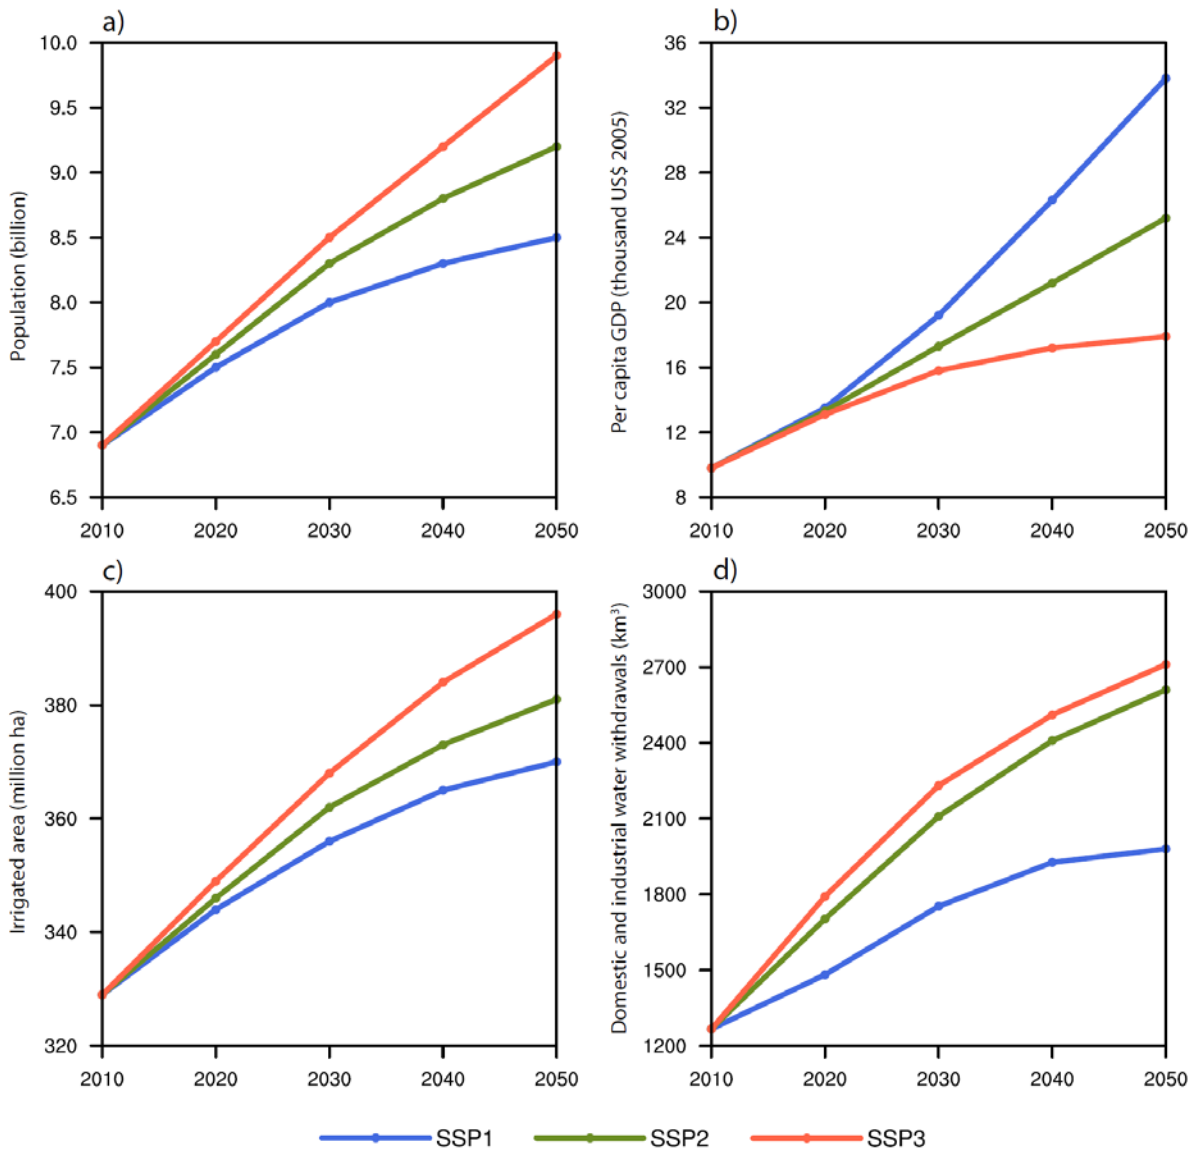 a)
Population (billion)
10.0
9.5
9.0
8.5
8.0
7.5
7.0
6.5
2010 2020 2030 2040 2050
b)
Per capita GDP (thousand US$ 2005)
36
32
28
24
20
16
12
8
2010 2020 2030 2040 2050
c)
Irrigated area (million ha)
400
380
360
340
320
2010 2020 2030 2040 2050
d)
Domestic and industrial water withdrawals (km³)
3000
2700
2400
2100
1800
1500
1200
2010 2020 2030 2040 2050
SSP1 SSP2 SSP3